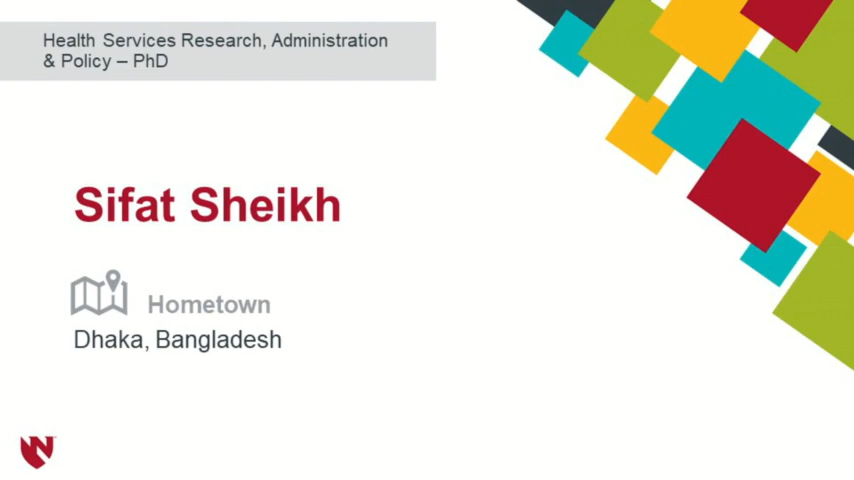 Health Services Research, Administration
& Policy – PhD
Sifat Sheikh
Hometown
Dhaka, Bangladesh